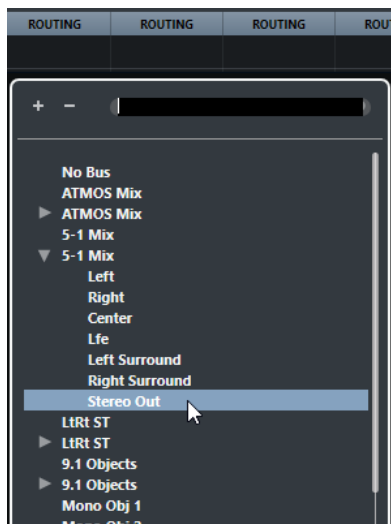 ROUTING ROUTING ROUTING
+ −
No Bus
ATMOS Mix
ATMOS Mix
5-1 Mix
5-1 Mix
Left
Right
Center
Lfe
Left Surround
Right Surround
Stereo Out
LtRt ST
LtRt ST
9.1 Objects
9.1 Objects
Mono Obj 1